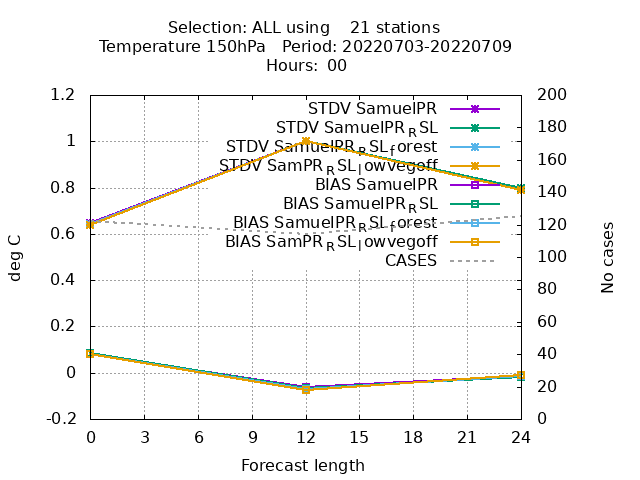 Selection: ALL using    21 stations
Temperature 150hPa   Period: 20220703-20220709
Hours:  00
1.2
1
0.8
0.6
0.4
0.2
0
-0.2
deg C
STDV SamuelPR
STDV SamuelPR_RSL
STDV SamuelPR_RSL_forest
STDV SamPR_RSL_lowvegoff
BIAS SamuelPR
BIAS SamuelPR_RSL
BIAS SamuelPR_RSL_forest
BIAS SamPR_RSL_lowvegoff
CASES
200
180
160
140
120
100
80
60
40
20
0
No cases
0 3 6 9 12 15 18 21 24
Forecast length